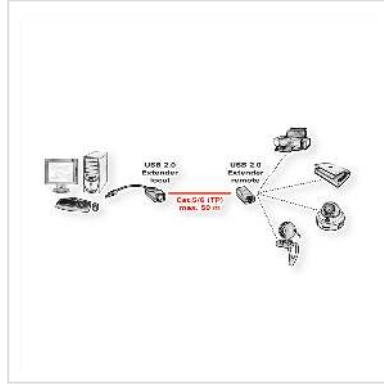 USB 2.0
Extender
local
USB 2.0
Extender
remote
Cat.5/6 (TP)
max. 50 m